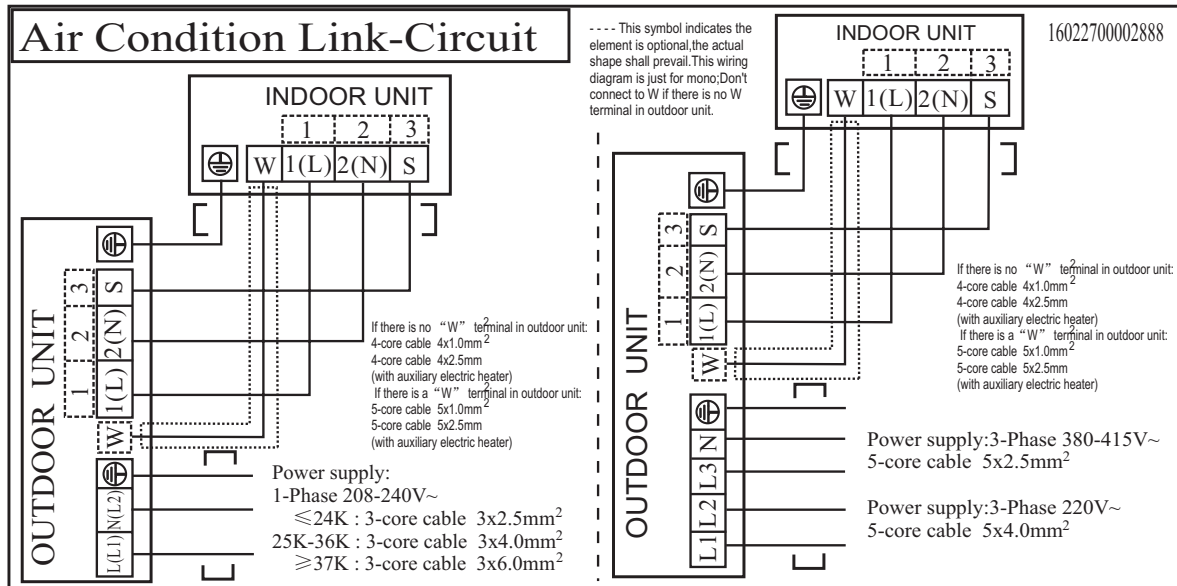 Air Condition Link-Circuit
- - - - This symbol indicates the
element is optional,the actual
shape shall prevail.This wiring
diagram is just for mono;Don't
connect to W if there is no W
terminal in outdoor unit.
16022700002888
INDOOR UNIT
1 2 3
W 1(L) 2(N) S
OUTDOOR UNIT
3 S
2 2(N)
1 1(L)
W
N(L2)
L(L1)
If there is no “W” terminal in outdoor unit:
4-core cable 4x1.0mm²
4-core cable 4x2.5mm²
(with auxiliary electric heater)
If there is a “W” terminal in outdoor unit:
5-core cable 5x1.0mm²
5-core cable 5x2.5mm²
(with auxiliary electric heater)
Power supply:
1-Phase 208-240V~
≤24K : 3-core cable 3x2.5mm²
25K-36K : 3-core cable 3x4.0mm²
≥37K : 3-core cable 3x6.0mm²
INDOOR UNIT
1 2 3
W 1(L) 2(N) S
OUTDOOR UNIT
3 S
2 2(N)
1 1(L)
W
N
L3
L2
L1
If there is no “W” terminal in outdoor unit:
4-core cable 4x1.0mm²
4-core cable 4x2.5mm²
(with auxiliary electric heater)
If there is a “W” terminal in outdoor unit:
5-core cable 5x1.0mm²
5-core cable 5x2.5mm²
(with auxiliary electric heater)
Power supply:3-Phase 380-415V~
5-core cable 5x2.5mm²
Power supply:3-Phase 220V~
5-core cable 5x4.0mm²